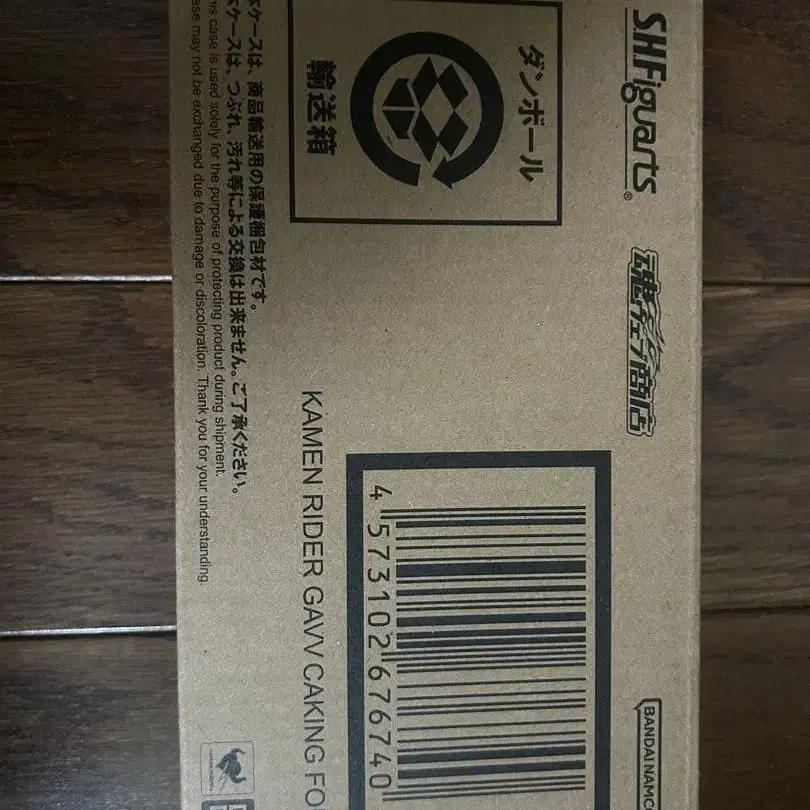 S.H.Figuarts®
魂ウェブ商店
BANDAI NAMCO
ダンボール
輸送箱
4 573102 676740
KAMEN RIDER GAVV CAKING FO
ケースは、商品輸送用の保護梱包材です。
ケースは、つぶれ、汚れ等による交換は出来ません。ご了承ください。
his case is used solely for the purpose of protecting product during shipment.
ase may not be exchanged due to damage or discoloration. Thank you for your understanding.